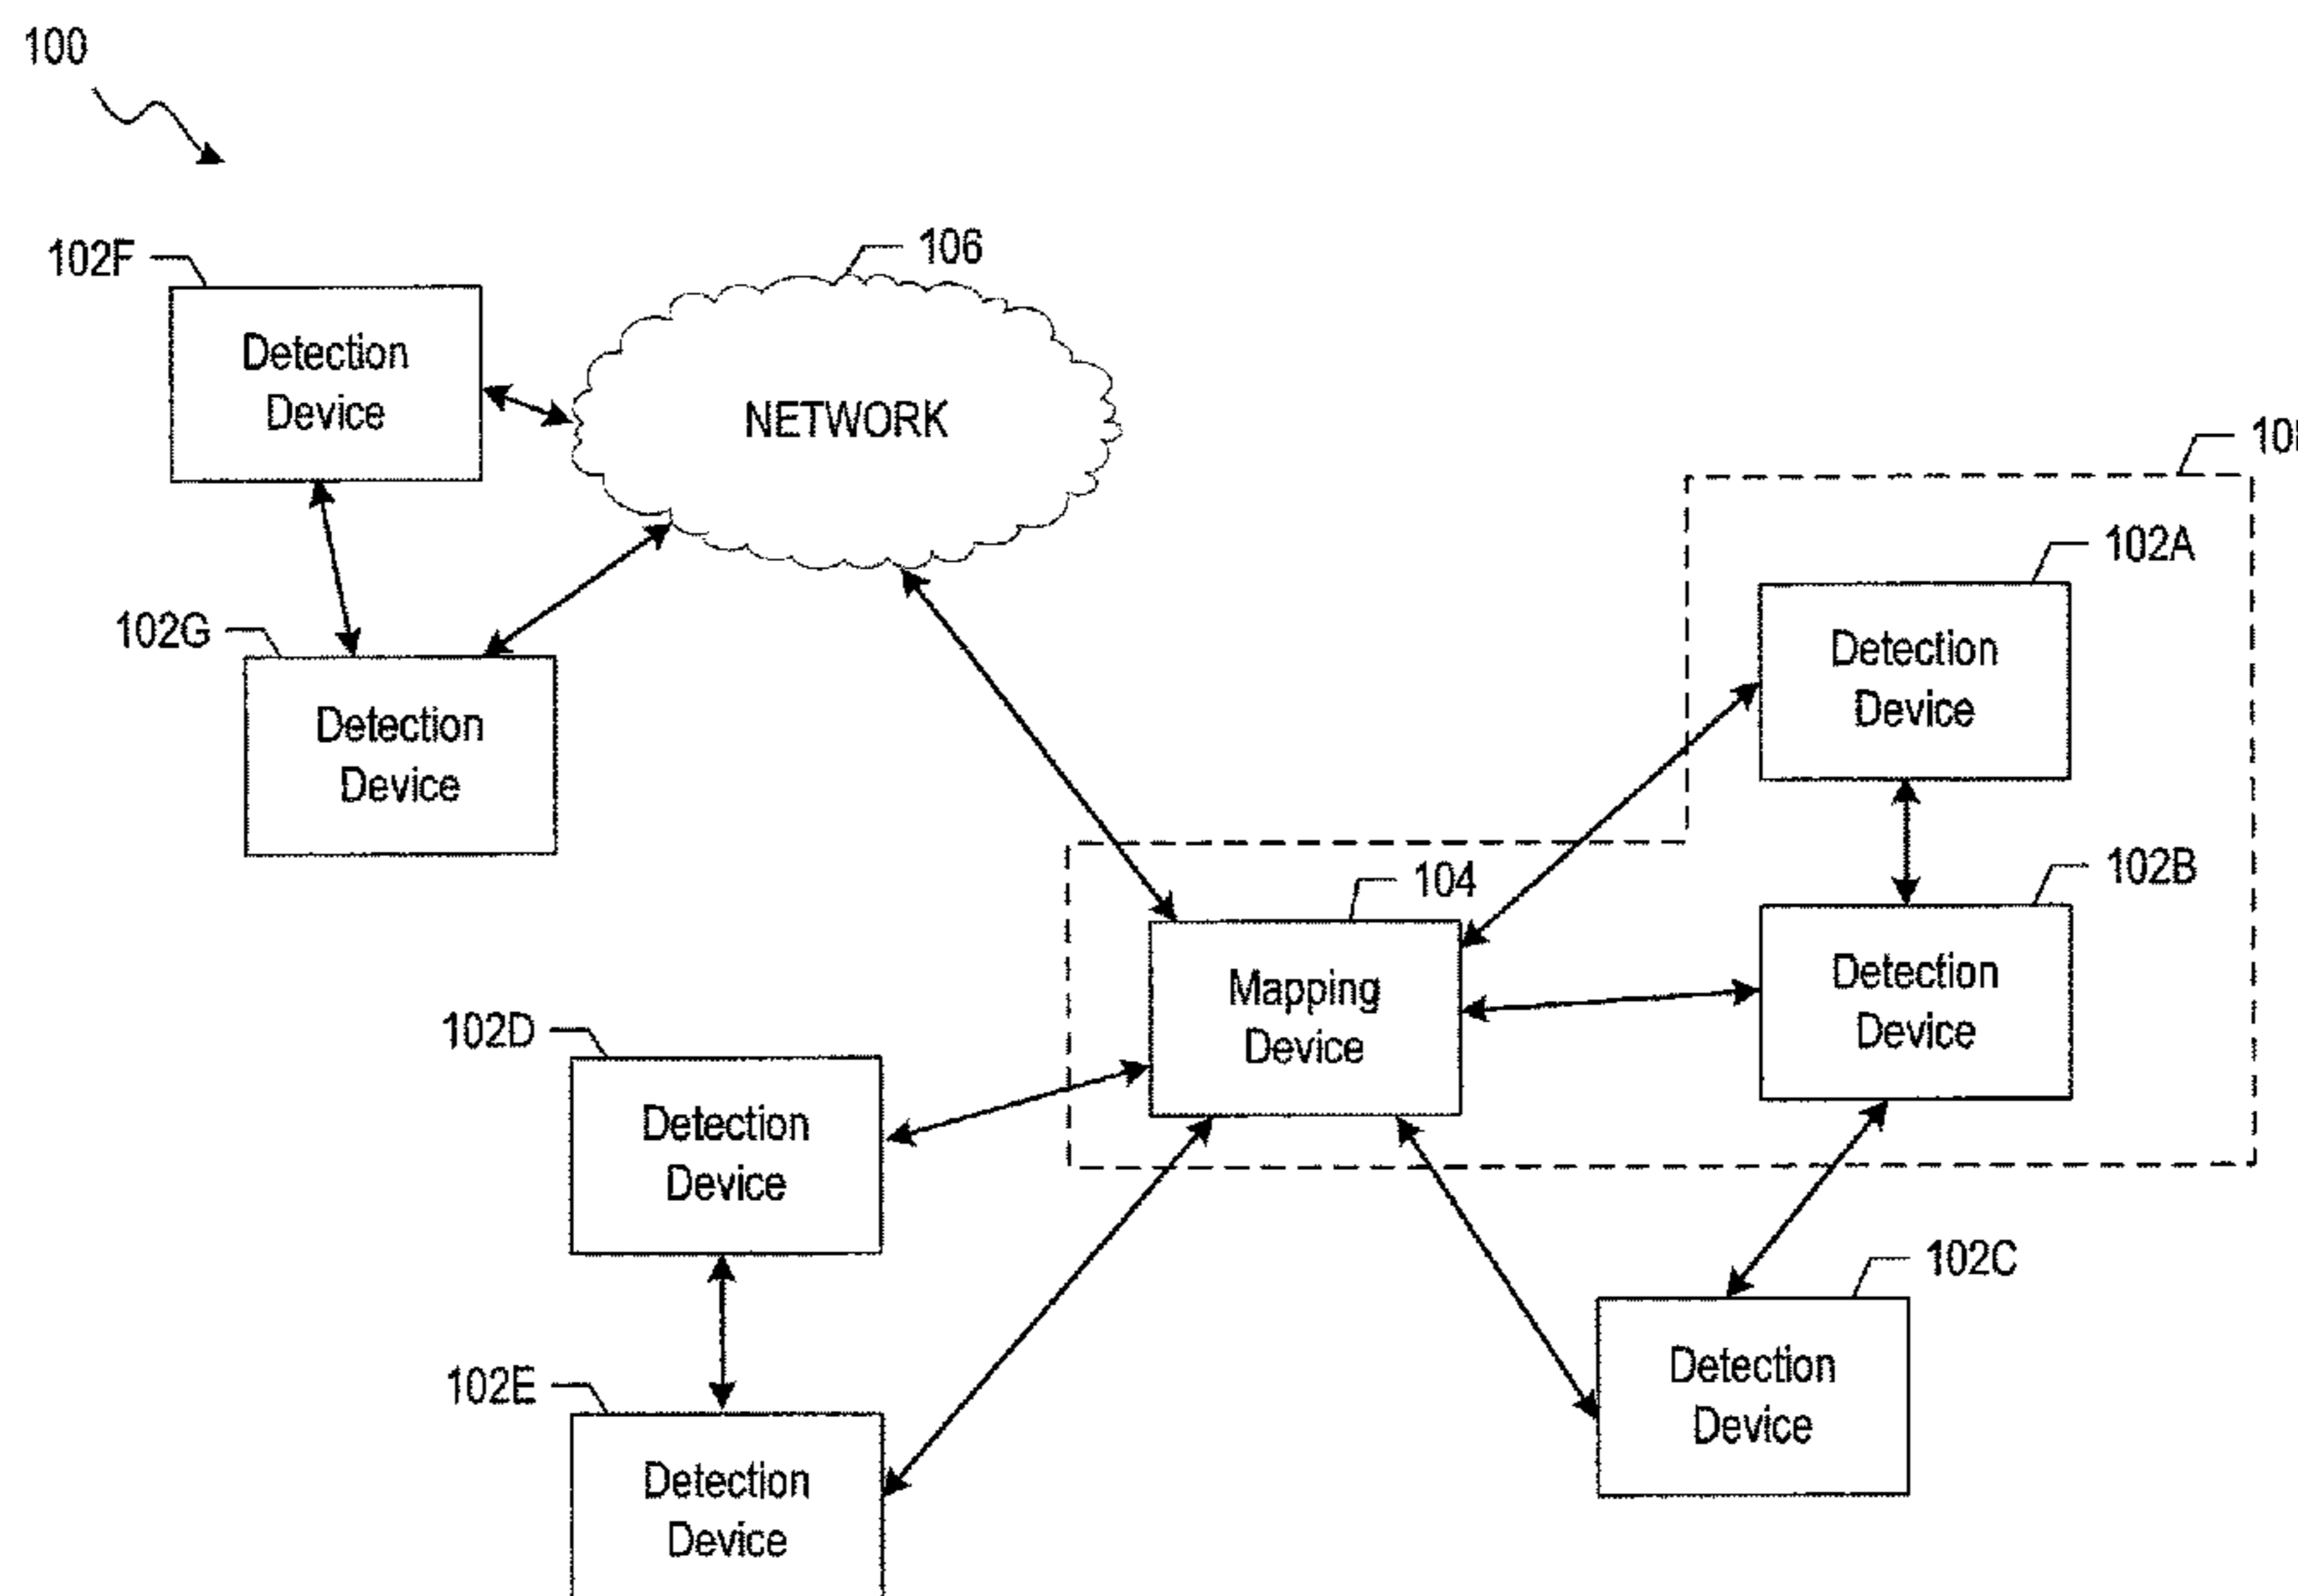 100
102F
106
Detection
Device
NETWORK
102A
102G
Detection
Device
Detection
Device
104
102B
Mapping
Device
Detection
Device
102D
Detection
Device
102C
102E
Detection
Device
Detection
Device